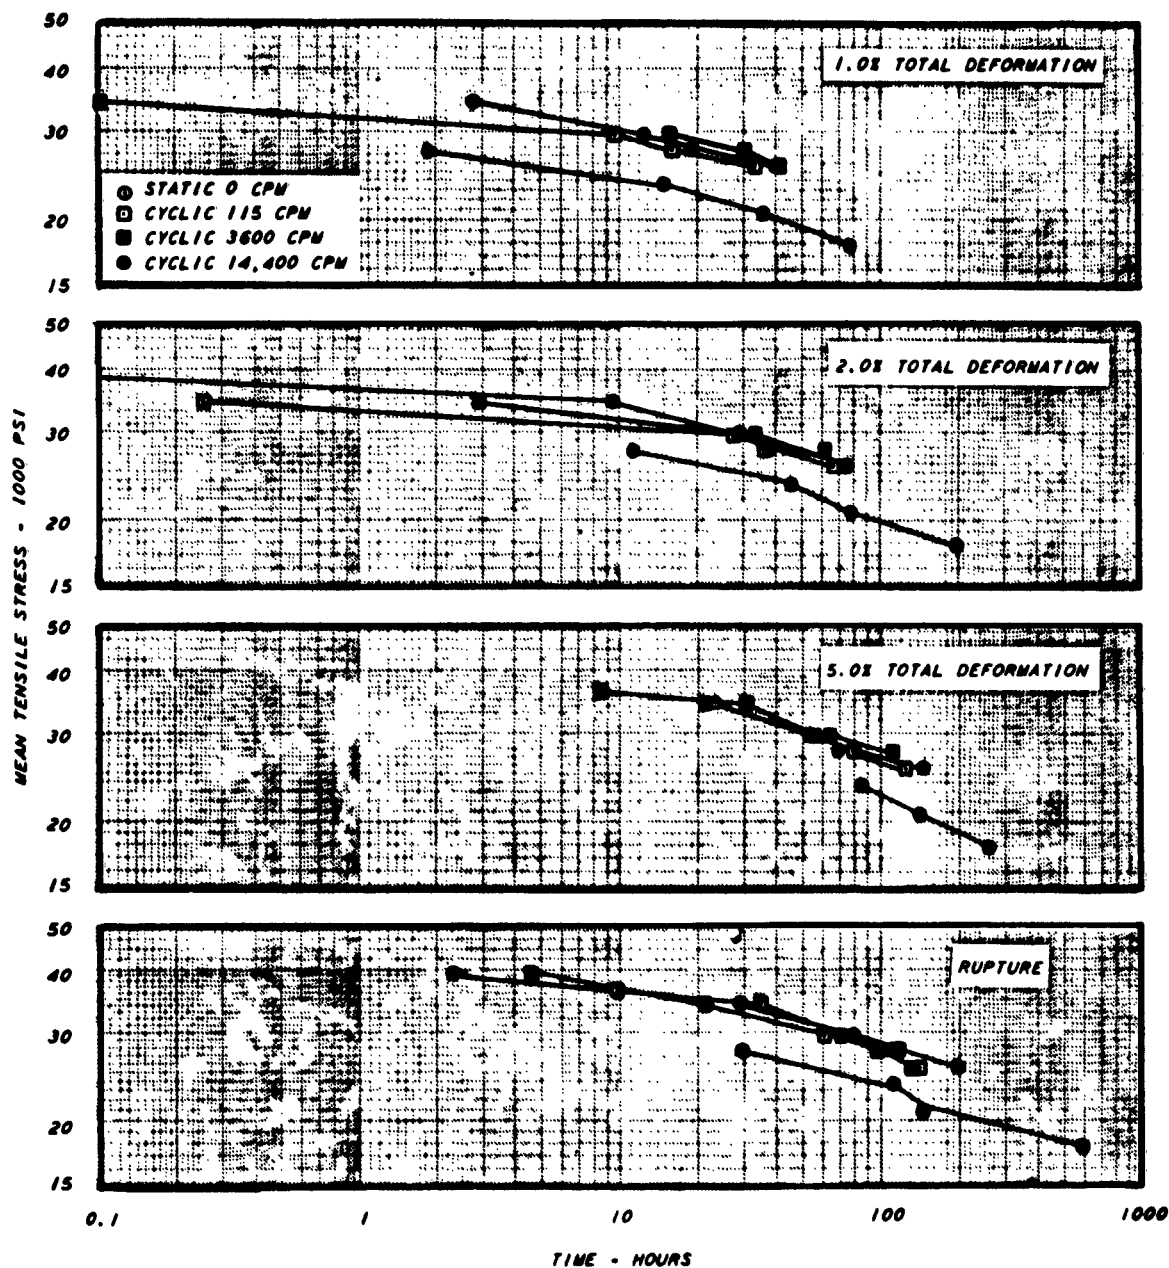 50
40
30
20
15
1.0% TOTAL DEFORMATION
STATIC 0 CPM
CYCLIC 115 CPM
CYCLIC 3600 CPM
CYCLIC 14,400 CPM
50
40
30
20
15
2.0% TOTAL DEFORMATION
MEAN TENSILE STRESS - 1000 PSI
50
40
30
20
15
5.0% TOTAL DEFORMATION
50
40
30
20
15
RUPTURE
0.1 1 10 100 1000
TIME - HOURS